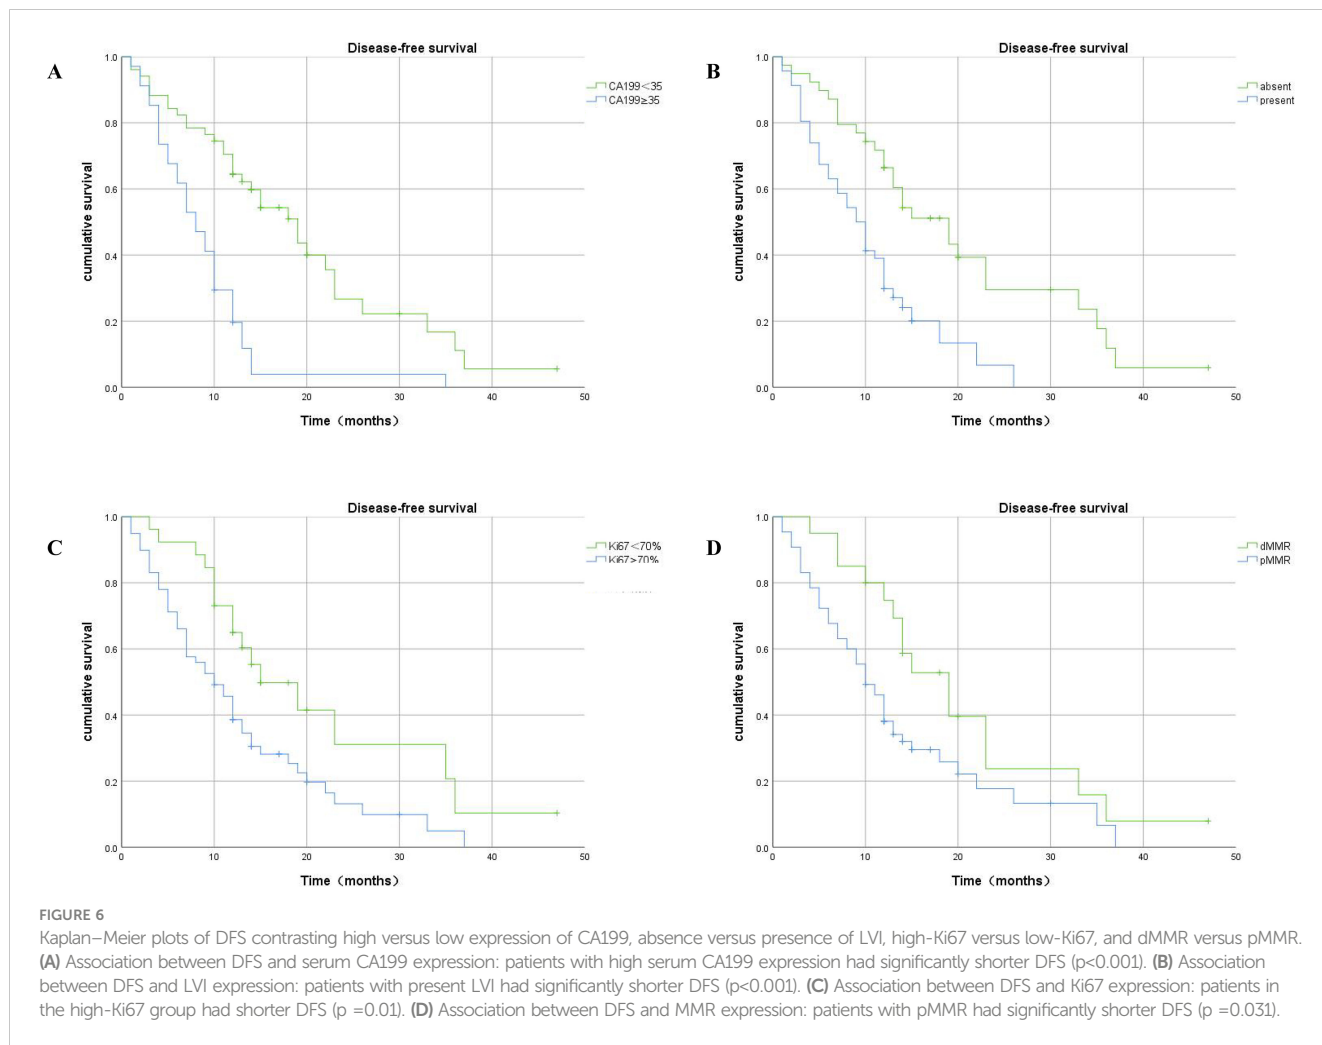 Disease-free survival
A
CA199<35
CA199≥35
cumulative survival
1.0
0.8
0.6
0.4
0.2
0.0
0 10 20 30 40 50
Time（months）
Disease-free survival
B
absent
present
cumulative survival
1.0
0.8
0.6
0.4
0.2
0.0
0 10 20 30 40 50
Time（months）
Disease-free survival
C
Ki67<70%
Ki67≥70%
cumulative survival
1.0
0.8
0.6
0.4
0.2
0.0
0 10 20 30 40 50
Time（months）
Disease-free survival
D
dMMR
pMMR
cumulative survival
1.0
0.8
0.6
0.4
0.2
0.0
0 10 20 30 40 50
Time（months）
FIGURE 6
Kaplan–Meier plots of DFS contrasting high versus low expression of CA199, absence versus presence of LVI, high-Ki67 versus low-Ki67, and dMMR versus pMMR.
(A) Association between DFS and serum CA199 expression: patients with high serum CA199 expression had significantly shorter DFS (p<0.001). (B) Association
between DFS and LVI expression: patients with present LVI had significantly shorter DFS (p<0.001). (C) Association between DFS and Ki67 expression: patients in
the high-Ki67 group had shorter DFS (p =0.01). (D) Association between DFS and MMR expression: patients with pMMR had significantly shorter DFS (p =0.031).